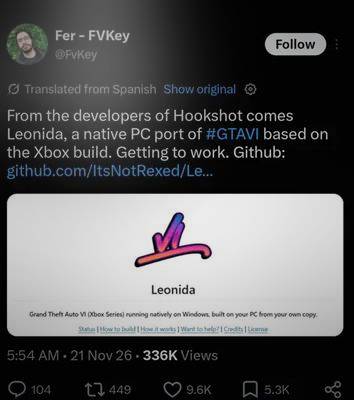 Fer - FVKey
@FvKey
Follow
Translated from Spanish Show original
From the developers of Hookshot comes
Leonida, a native PC port of #GTAVI based on
the Xbox build. Getting to work. Github:
github.com/ItsNotRexed/Le...
VI
Leonida
Grand Theft Auto VI (Xbox Series) running natively on Windows, built on your PC from your own copy.
Status | How to build | How it works | Want to help? | Credits | License
5:54 AM · 21 Nov 26 · 336K Views
104 449 9.6K 5.3K